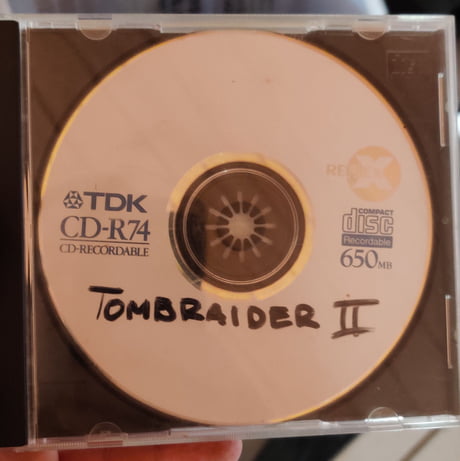 TDK
CD-R74
CD-RECORDABLE
COMPACT
disc
Recordable
650MB
TOMBRAIDER II